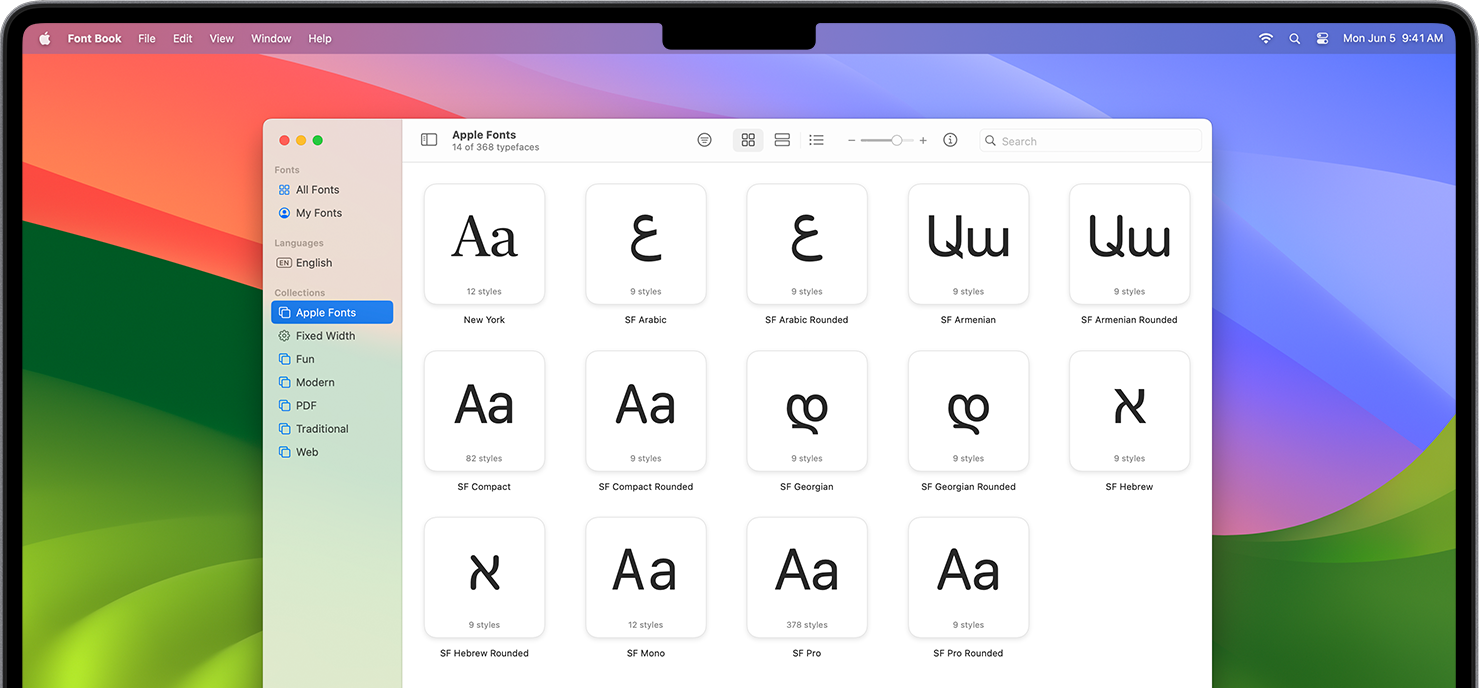 Font Book File Edit View Window Help
Mon Jun 5 9:41 AM
Apple Fonts
14 of 368 typefaces
Search
Fonts
All Fonts
My Fonts
Languages
EN English
Collections
Apple Fonts
Fixed Width
Fun
Modern
PDF
Traditional
Web
Aa
12 styles
New York
ع
9 styles
SF Arabic
ع
9 styles
SF Arabic Rounded
Աա
9 styles
SF Armenian
Աա
9 styles
SF Armenian Rounded
Aa
82 styles
SF Compact
Aa
9 styles
SF Compact Rounded
დ
9 styles
SF Georgian
დ
9 styles
SF Georgian Rounded
א
9 styles
SF Hebrew
א
9 styles
SF Hebrew Rounded
Aa
12 styles
SF Mono
Aa
378 styles
SF Pro
Aa
9 styles
SF Pro Rounded